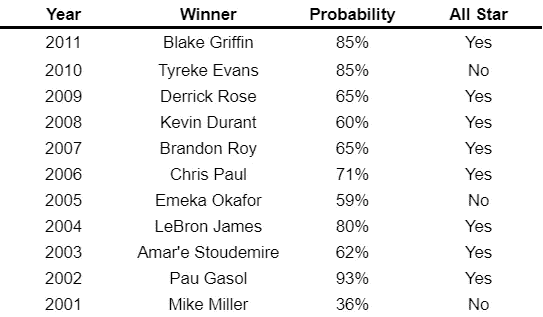 Year Winner Probability All Star
2011 Blake Griffin 85% Yes
2010 Tyreke Evans 85% No
2009 Derrick Rose 65% Yes
2008 Kevin Durant 60% Yes
2007 Brandon Roy 65% Yes
2006 Chris Paul 71% Yes
2005 Emeka Okafor 59% No
2004 LeBron James 80% Yes
2003 Amar'e Stoudemire 62% Yes
2002 Pau Gasol 93% Yes
2001 Mike Miller 36% No